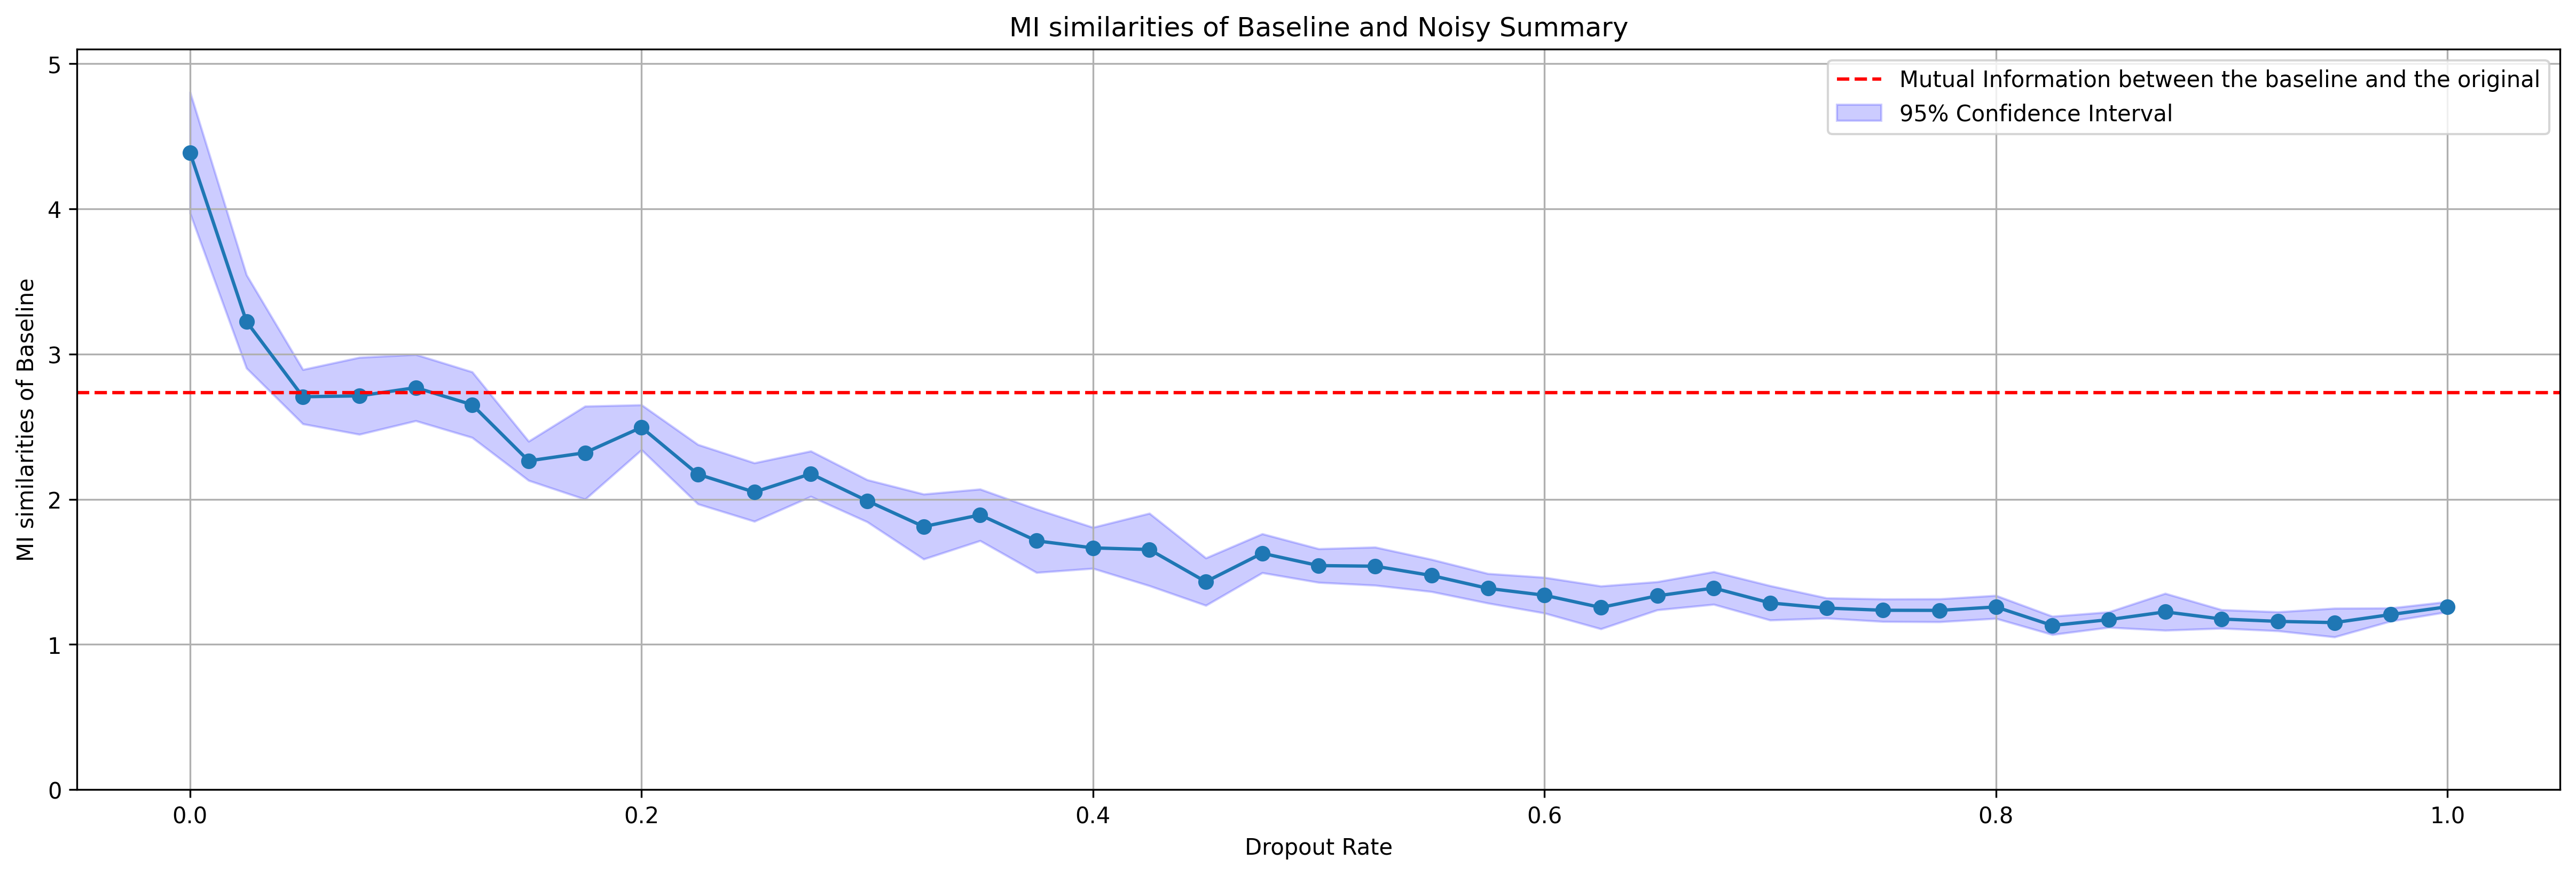 MI similarities of Baseline and Noisy Summary
Mutual Information between the baseline and the original
95% Confidence Interval
MI similarities of Baseline
5
4
3
2
1
0
0.0 0.2 0.4 0.6 0.8 1.0
Dropout Rate